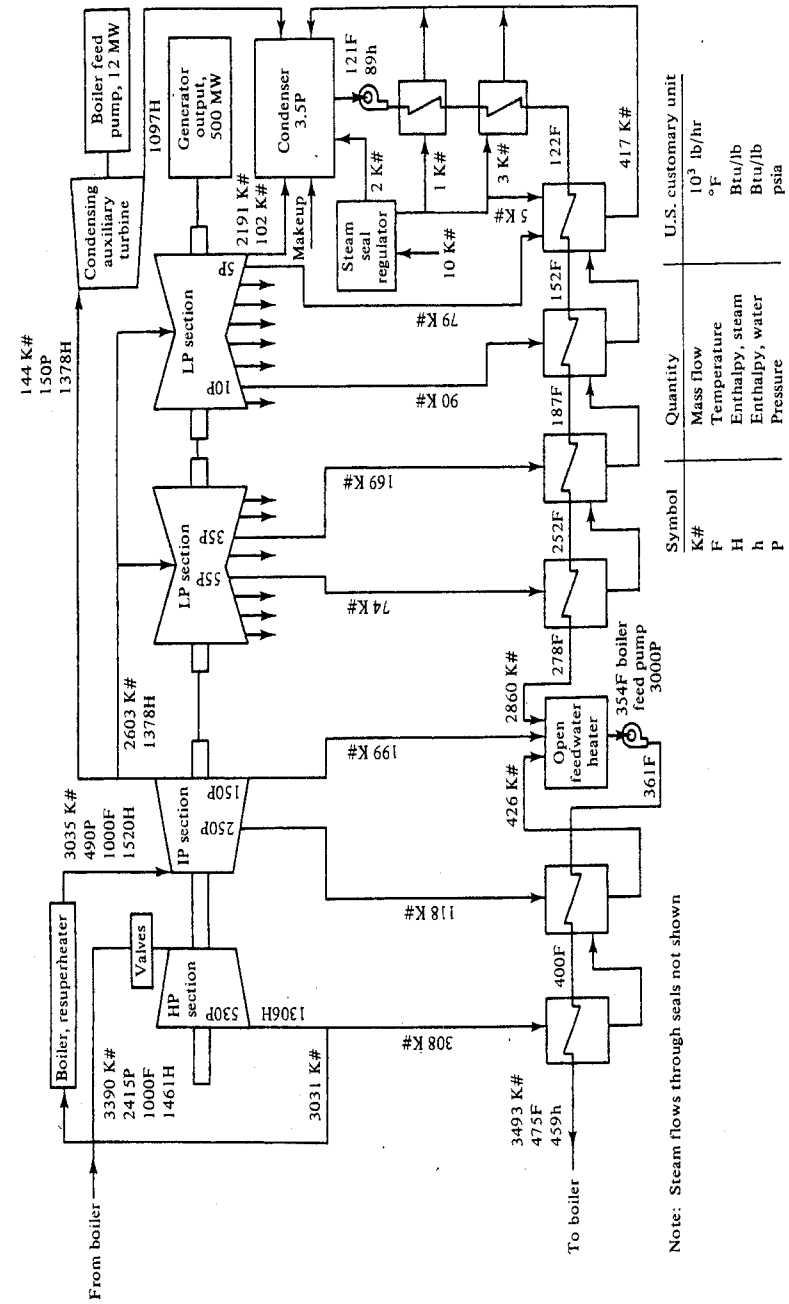 From boiler
Boiler, resuperheater
Valves
3390 K#
2415P
1000F
1461H
HP
section
530P
1306H
3031 K#
308 K#
3493 K#
475F
459h
To boiler
400F
3035 K#
490P
1000F
1520H
IP section
250P
150P
118 K#
199 K#
426 K#
361F
2603 K#
1378H
144 K#
150P
1378H
LP section
55P
35P
74 K#
169 K#
2860 K#
Open
feedwater
heater
354F boiler
feed pump
3000P
278F
252F
187F
152F
122F
LP section
10P
5P
90 K#
79 K#
5 K#
417 K#
Condensing
auxiliary
turbine
Boiler feed
pump, 12 MW
1097H
Generator
output,
500 MW
2191 K#
102 K#
Makeup
Condenser
3.5P
121F
89h
Steam
seal
regulator
10 K#
2 K#
1 K#
3 K#
Symbol Quantity U.S. customary unit
K# Mass flow 10³ lb/hr
F Temperature °F
H Enthalpy, steam Btu/lb
h Enthalpy, water Btu/lb
P Pressure psia
Note: Steam flows through seals not shown